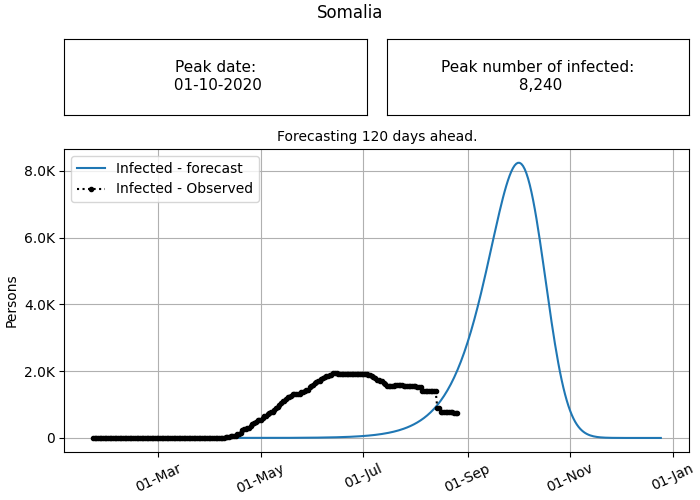 Somalia
Peak date:
01-10-2020
Peak number of infected:
8,240
Forecasting 120 days ahead.
Infected - forecast
Infected - Observed
8.0K
6.0K
4.0K
2.0K
0
Persons
01-Mar
01-May
01-Jul
01-Sep
01-Nov
01-Jan